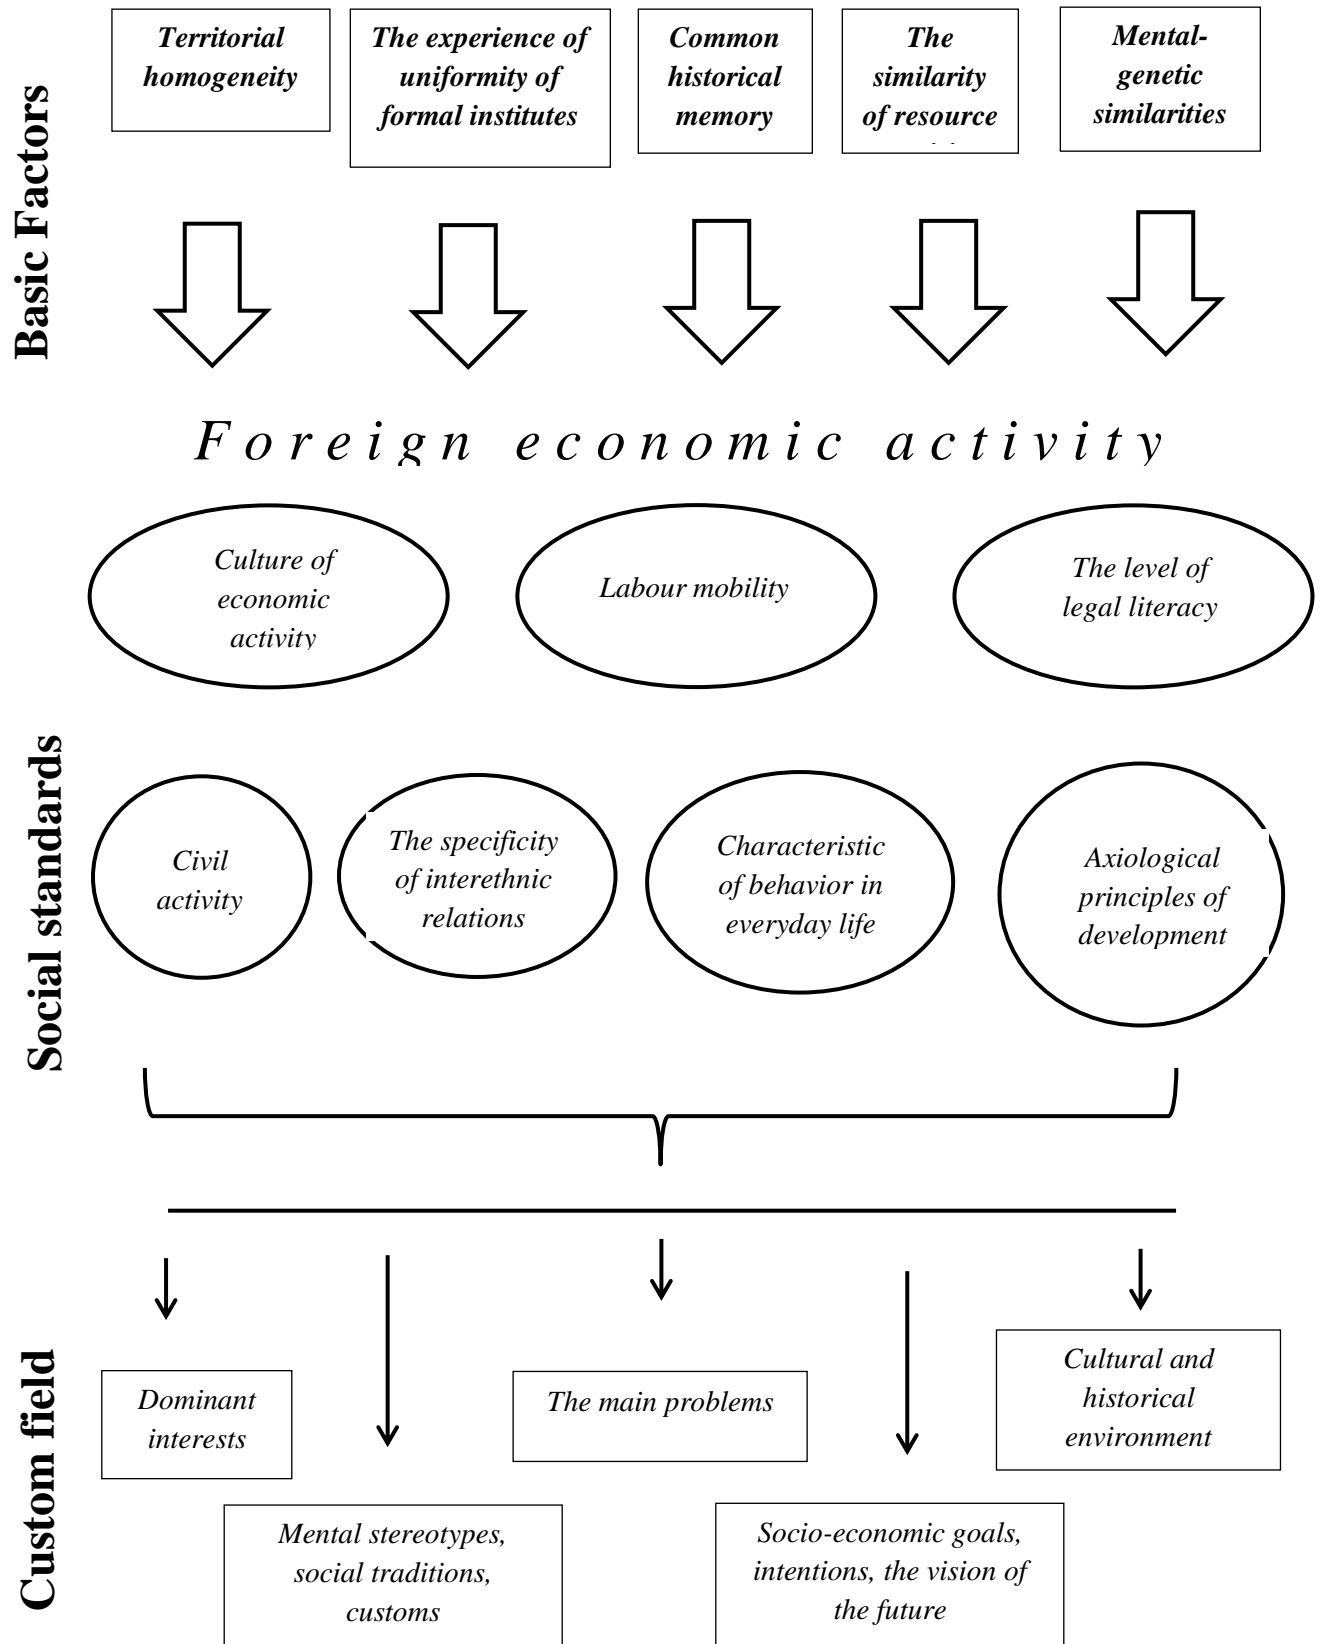 Basic Factors
Territorial
homogeneity
The experience of
uniformity of
formal institutes
Common
historical
memory
The
similarity
of resource
Mental-
genetic
similarities
Foreign economic activity
Social standards
Culture of
economic
activity
Labour mobility
The level of
legal literacy
Civil
activity
The specificity
of interethnic
relations
Characteristic
of behavior in
everyday life
Axiological
principles of
development
Custom field
Dominant
interests
Mental stereotypes,
social traditions,
customs
The main problems
Socio-economic goals,
intentions, the vision of
the future
Cultural and
historical
environment